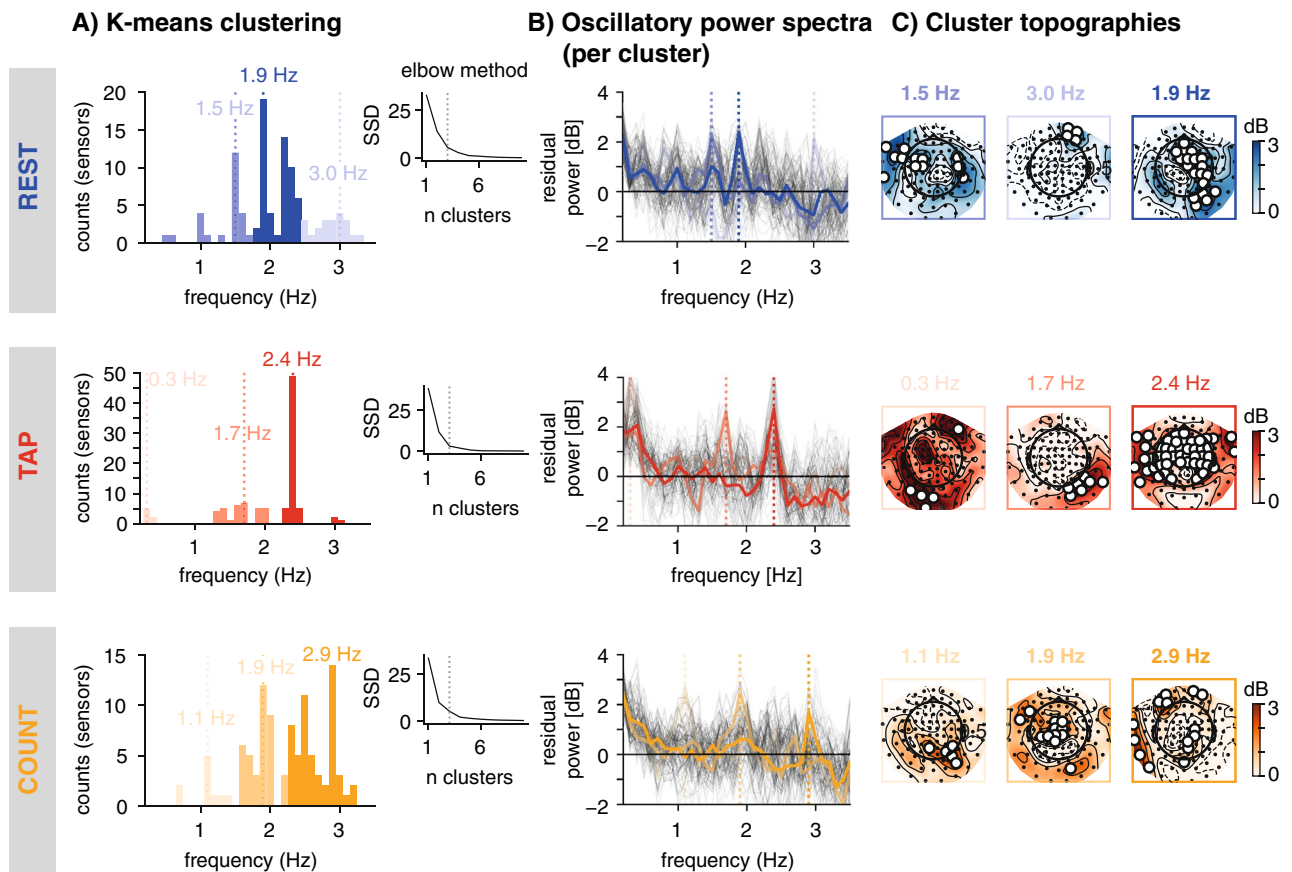 A) K-means clustering
B) Oscillatory power spectra
(per cluster)
C) Cluster topographies
REST
counts (sensors)
20
15
10
5
0
1.9 Hz
1.5 Hz
3.0 Hz
1 2 3
frequency (Hz)
elbow method
SSD
25
0
1 6
n clusters
residual
power [dB]
4
2
0
−2
1 2 3
frequency (Hz)
1.5 Hz
3.0 Hz
1.9 Hz
dB
3
0
TAP
counts (sensors)
50
40
30
20
10
0
2.4 Hz
0.3 Hz
1.7 Hz
1 2 3
frequency (Hz)
SSD
25
0
1 6
n clusters
residual
power [dB]
4
2
0
−2
1 2 3
frequency [Hz]
0.3 Hz
1.7 Hz
2.4 Hz
dB
3
0
COUNT
counts (sensors)
15
10
5
0
2.9 Hz
1.9 Hz
1.1 Hz
1 2 3
frequency (Hz)
SSD
25
0
1 6
n clusters
residual
power [dB]
4
2
0
−2
1 2 3
frequency (Hz)
1.1 Hz
1.9 Hz
2.9 Hz
dB
3
0